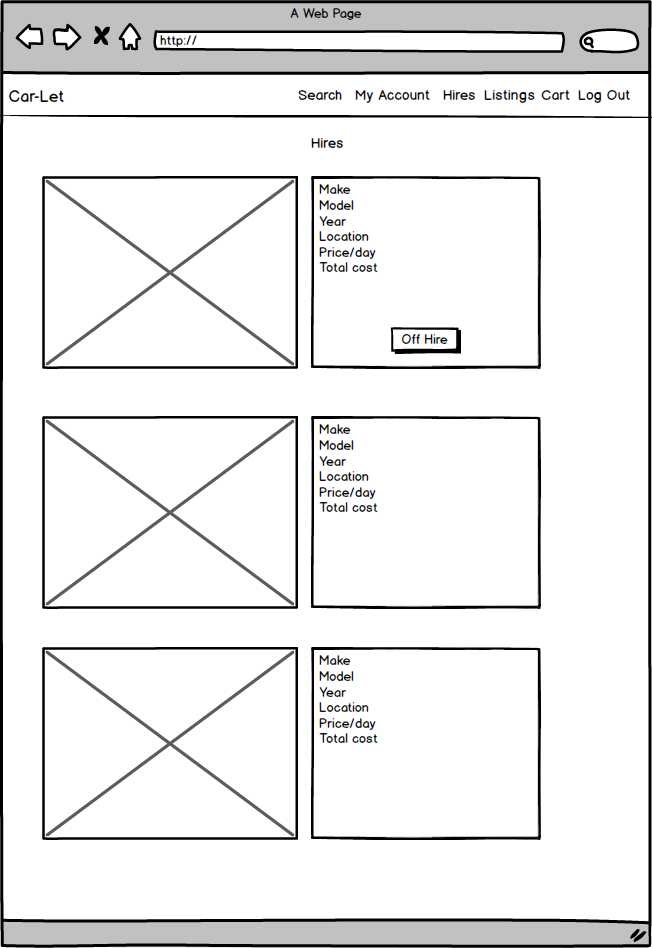 A Web Page
http://
Car-Let
Search My Account Hires Listings Cart Log Out
Hires
Make
Model
Year
Location
Price/day
Total cost
Off Hire
Make
Model
Year
Location
Price/day
Total cost
Make
Model
Year
Location
Price/day
Total cost